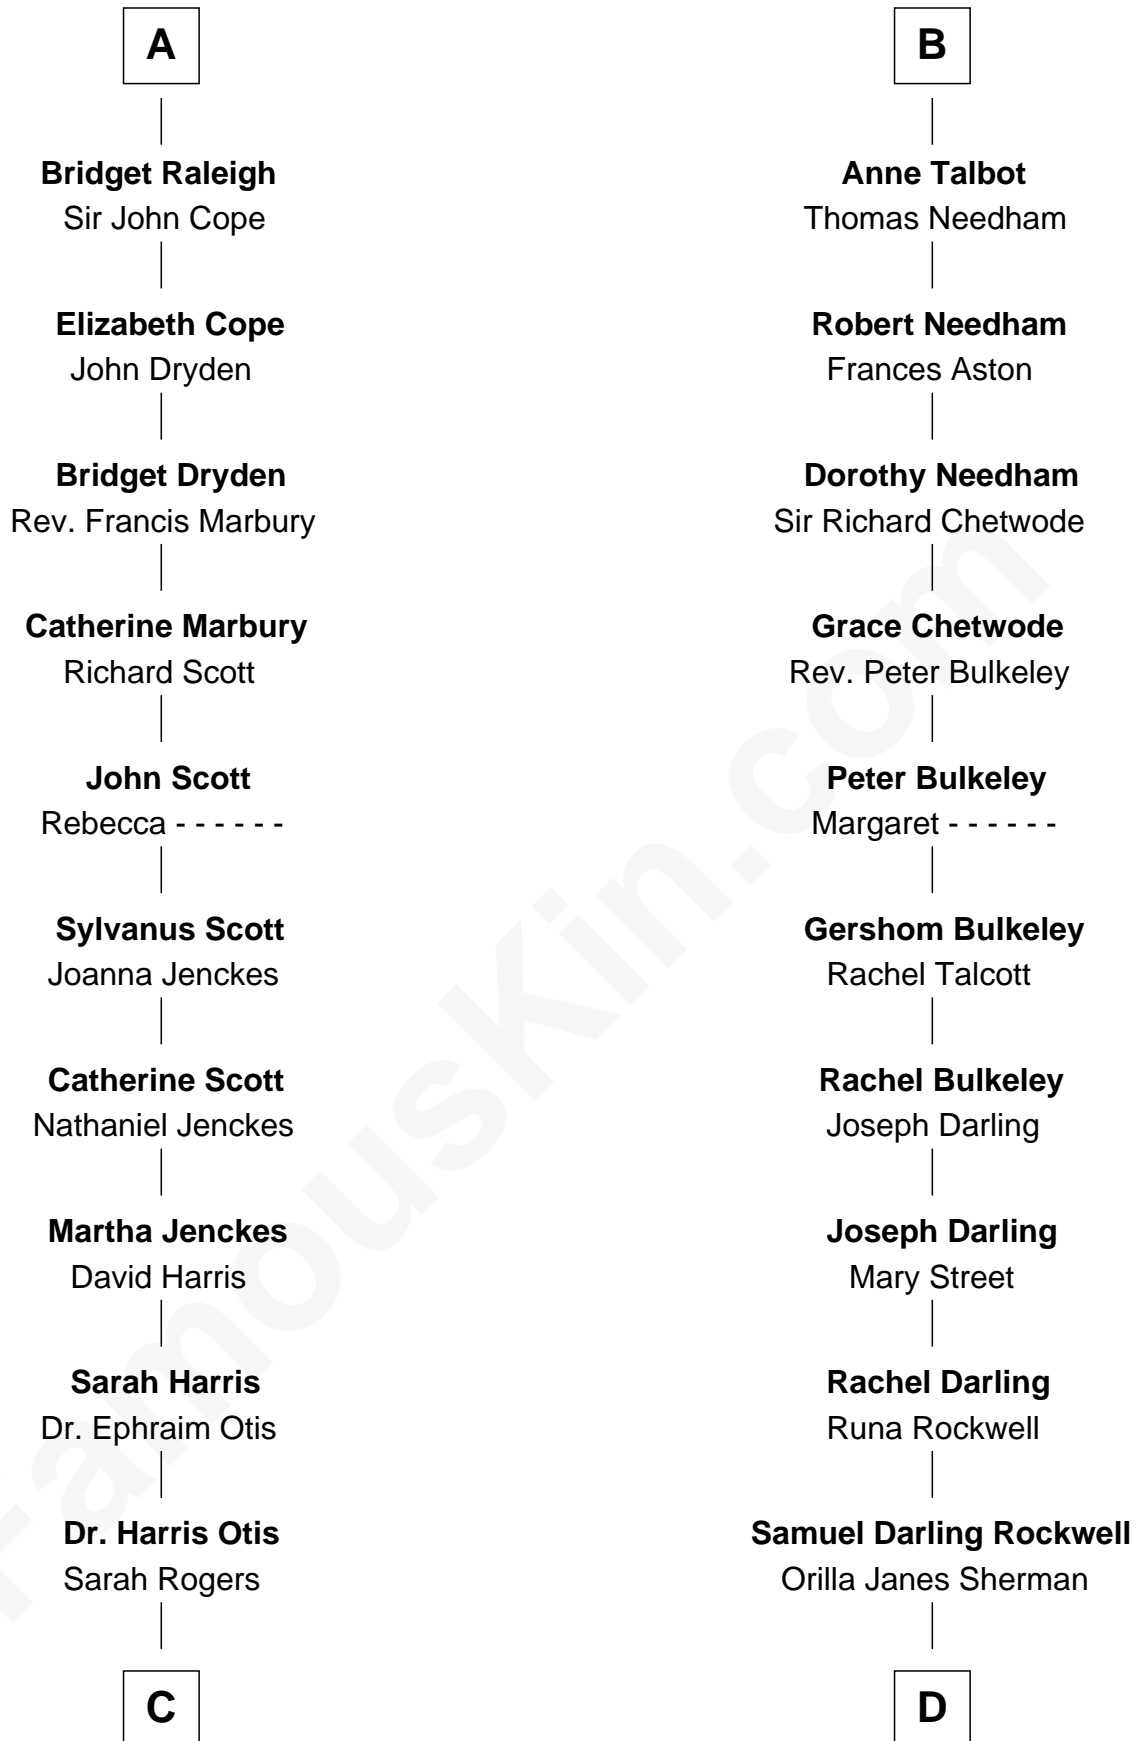 A
Bridget Raleigh
Sir John Cope
Elizabeth Cope
John Dryden
Bridget Dryden
Rev. Francis Marbury
Catherine Marbury
Richard Scott
John Scott
Rebecca - - - - - -
Sylvanus Scott
Joanna Jenckes
Catherine Scott
Nathaniel Jenckes
Martha Jenckes
David Harris
Sarah Harris
Dr. Ephraim Otis
Dr. Harris Otis
Sarah Rogers
C
B
Anne Talbot
Thomas Needham
Robert Needham
Frances Aston
Dorothy Needham
Sir Richard Chetwode
Grace Chetwode
Rev. Peter Bulkeley
Peter Bulkeley
Margaret - - - - - -
Gershom Bulkeley
Rachel Talcott
Rachel Bulkeley
Joseph Darling
Joseph Darling
Mary Street
Rachel Darling
Runa Rockwell
Samuel Darling Rockwell
Orilla Janes Sherman
D
FamousKin.com